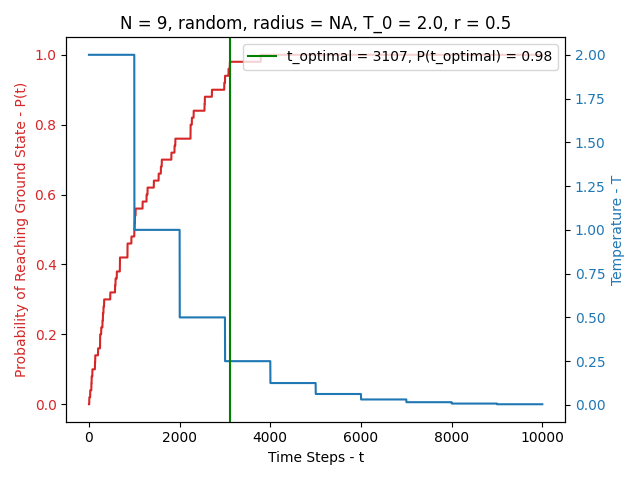 N = 9, random, radius = NA, T_0 = 2.0, r = 0.5
t_optimal = 3107, P(t_optimal) = 0.98
Probability of Reaching Ground State - P(t)
1.0
0.8
0.6
0.4
0.2
0.0
2.00
1.75
1.50
1.25
1.00
0.75
0.50
0.25
0.00
Temperature - T
0 2000 4000 6000 8000 10000
Time Steps - t